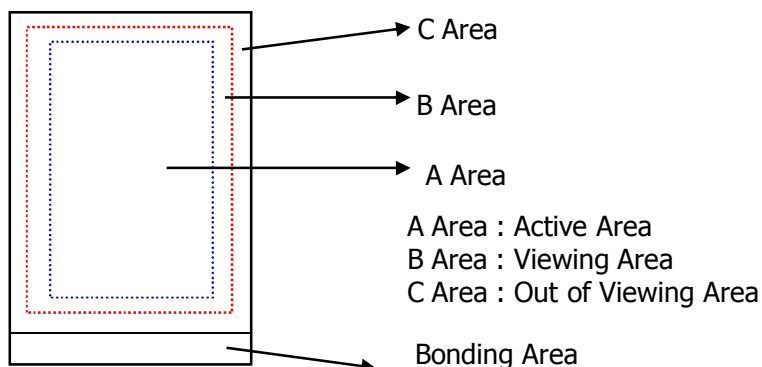 C Area
B Area
A Area
A Area : Active Area
B Area : Viewing Area
C Area : Out of Viewing Area
Bonding Area